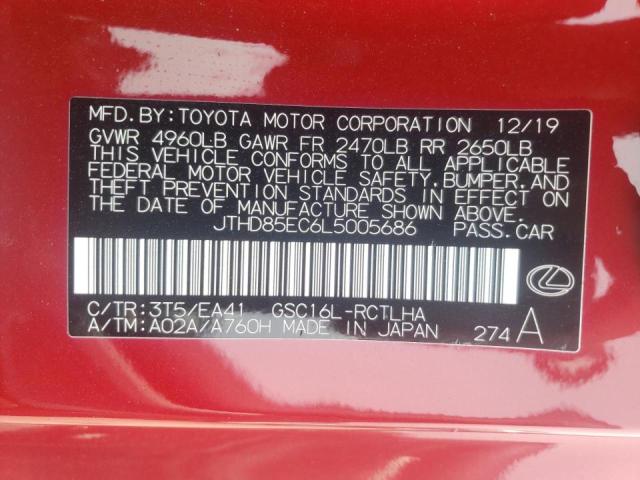 MFD.BY:TOYOTA MOTOR CORPORATION 12/19
GVWR 4960LB GAWR FR 2470LB RR 2650LB
THIS VEHICLE CONFORMS TO ALL APPLICABLE
FEDERAL MOTOR VEHICLE SAFETY,BUMPER,AND
THEFT PREVENTION STANDARDS IN EFFECT ON
THE DATE OF MANUFACTURE SHOWN ABOVE.
JTHD85EC6L5005686 PASS.CAR
C/TR:3T5/EA41 GSC16L-RCTLHA
A/TM:A02A/A760H MADE IN JAPAN 274 A